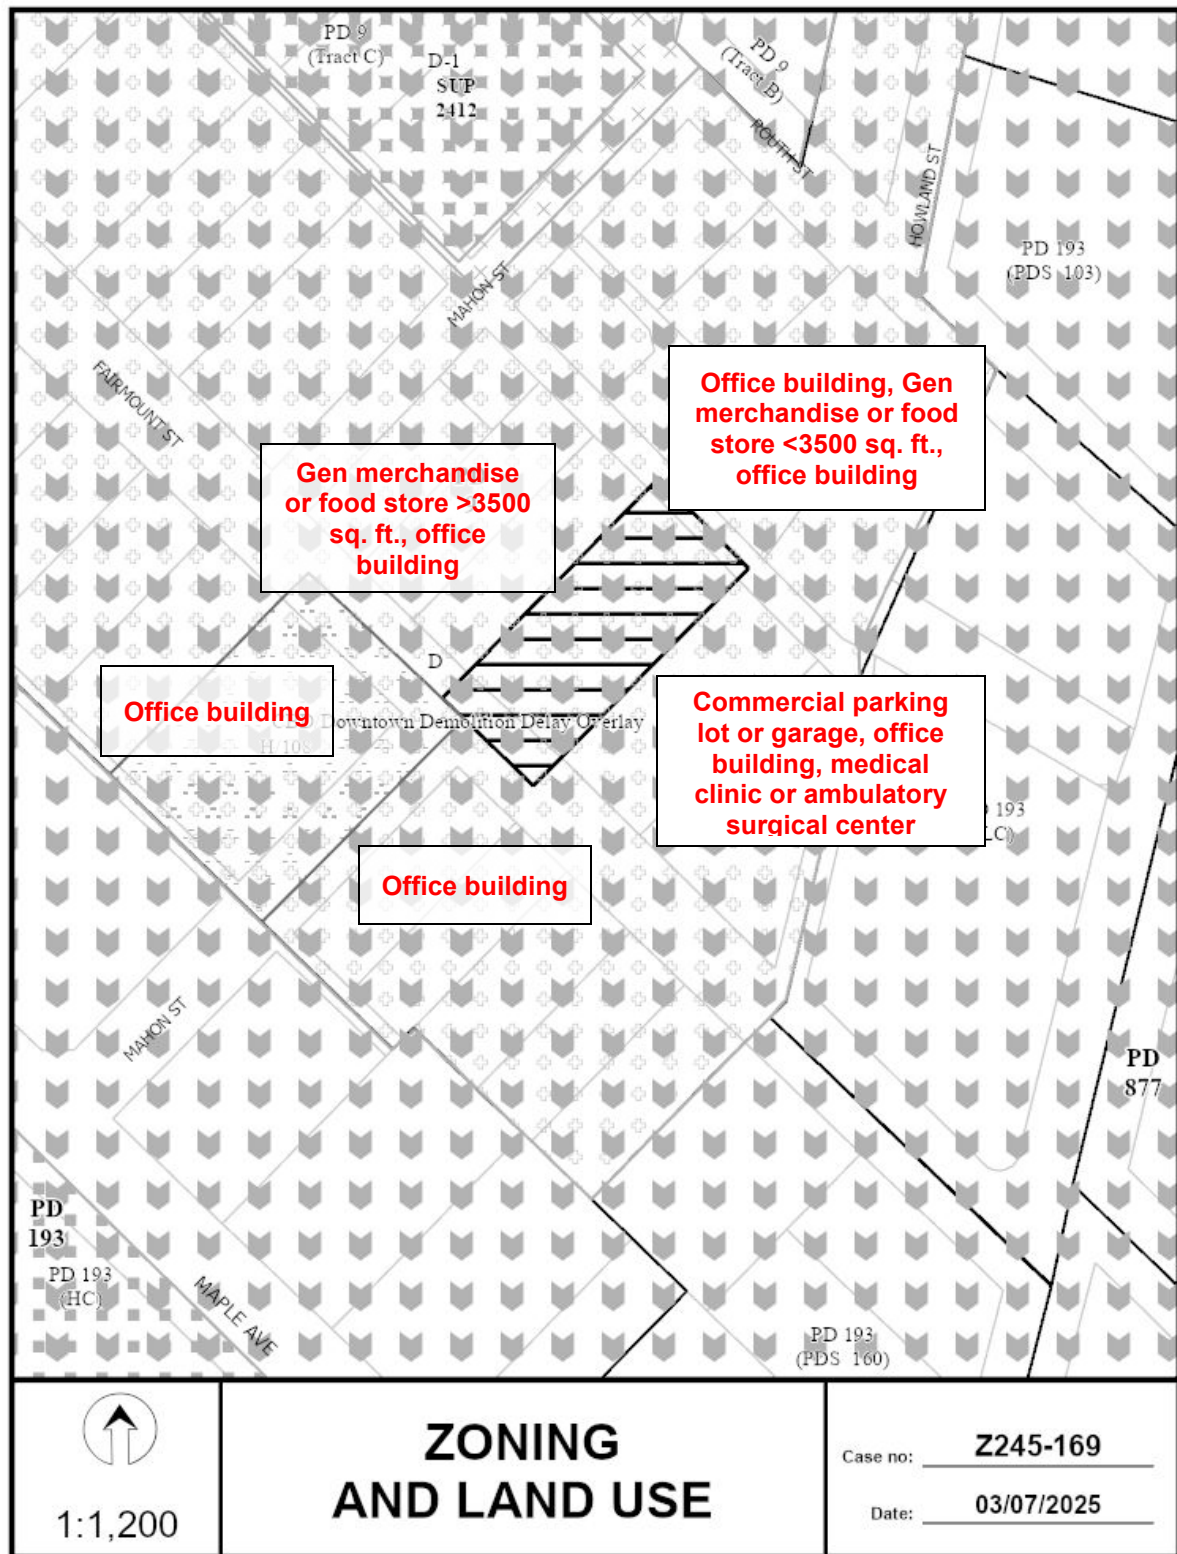 PD 9
(Tract C)
D-1
SUP
2412
PD 9
(Tract B)
ROUTH ST
HOWLAND ST
PD 193
(PDS 103)
MAHON ST
FAIRMOUNT ST
Office building, Gen
merchandise or food
store <3500 sq. ft.,
office building
Gen merchandise
or food store >3500
sq. ft., office
building
D
Office building
Downtown Demolition Delay Overlay
H/108
Commercial parking
lot or garage, office
building, medical
clinic or ambulatory
surgical center
193
LC)
Office building
MAHON ST
PD
877
PD
193
PD 193
(HC)
MAPLE AVE
PD 193
(PDS 160)
1:1,200
ZONING
AND LAND USE
Case no: Z245-169
Date: 03/07/2025